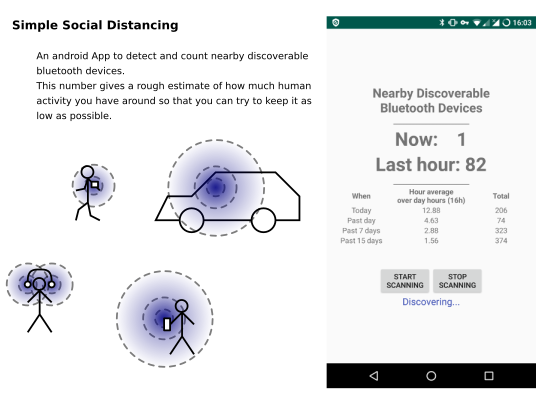 Simple Social Distancing
An android App to detect and count nearby discoverable
bluetooth devices.
This number gives a rough estimate of how much human
activity you have around so that you can try to keep it as
low as possible.
16:03
Nearby Discoverable
Bluetooth Devices
Now: 1
Last hour: 82
When Hour average Total
over day hours (16h)
Today 12.88 206
Past day 4.63 74
Past 7 days 2.88 323
Past 15 days 1.56 374
START SCANNING
STOP SCANNING
Discovering...